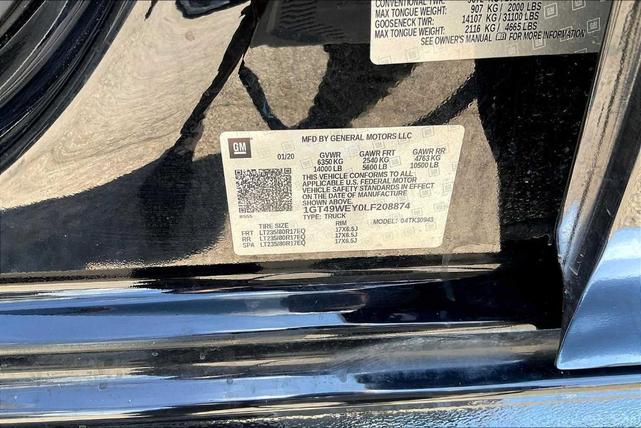 CONVENTIONAL TWR:
MAX TONGUE WEIGHT: 907 KG / 2000 LBS
GOOSENECK TWR: 14107 KG / 31100 LBS
MAX TONGUE WEIGHT: 2116 KG / 4665 LBS
SEE OWNER'S MANUAL FOR MORE INFORMATION
GM
MFD BY GENERAL MOTORS LLC
01/20 GVWR GAWR FRT GAWR RR
6350 KG 2540 KG 4763 KG
14000 LB 5600 LB 10500 LB
THIS VEHICLE CONFORMS TO ALL
APPLICABLE U.S. FEDERAL MOTOR
VEHICLE SAFETY STANDARDS IN EFFECT
ON THE DATE OF MANUFACTURE
SHOWN ABOVE.
1GT49WEY0LF208874
TYPE: TRUCK MODEL: 04TK30943
TIRE SIZE RIM
FRT LT235/80R17EQ 17X6.5J
RR LT235/80R17EQ 17X6.5J
SPA LT235/80R17EQ 17X6.5J